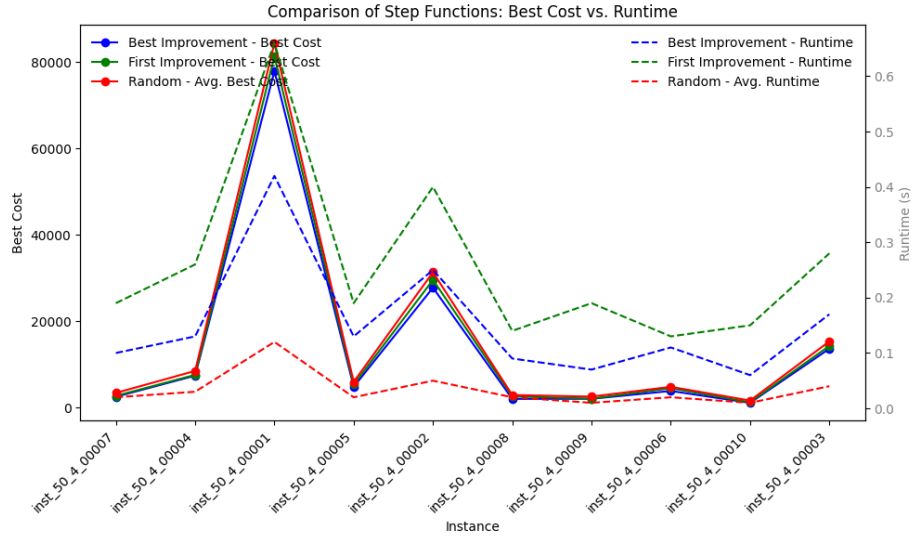 Comparison of Step Functions: Best Cost vs. Runtime
Best Improvement - Best Cost
First Improvement - Best Cost
Random - Avg. Best Cost
Best Improvement - Runtime
First Improvement - Runtime
Random - Avg. Runtime
Best Cost
80000
60000
40000
20000
0
Runtime (s)
0.6
0.5
0.4
0.3
0.2
0.1
0.0
inst_50_4_00007
inst_50_4_00004
inst_50_4_00001
inst_50_4_00005
inst_50_4_00002
inst_50_4_00008
inst_50_4_00009
inst_50_4_00006
inst_50_4_00010
inst_50_4_00003
Instance